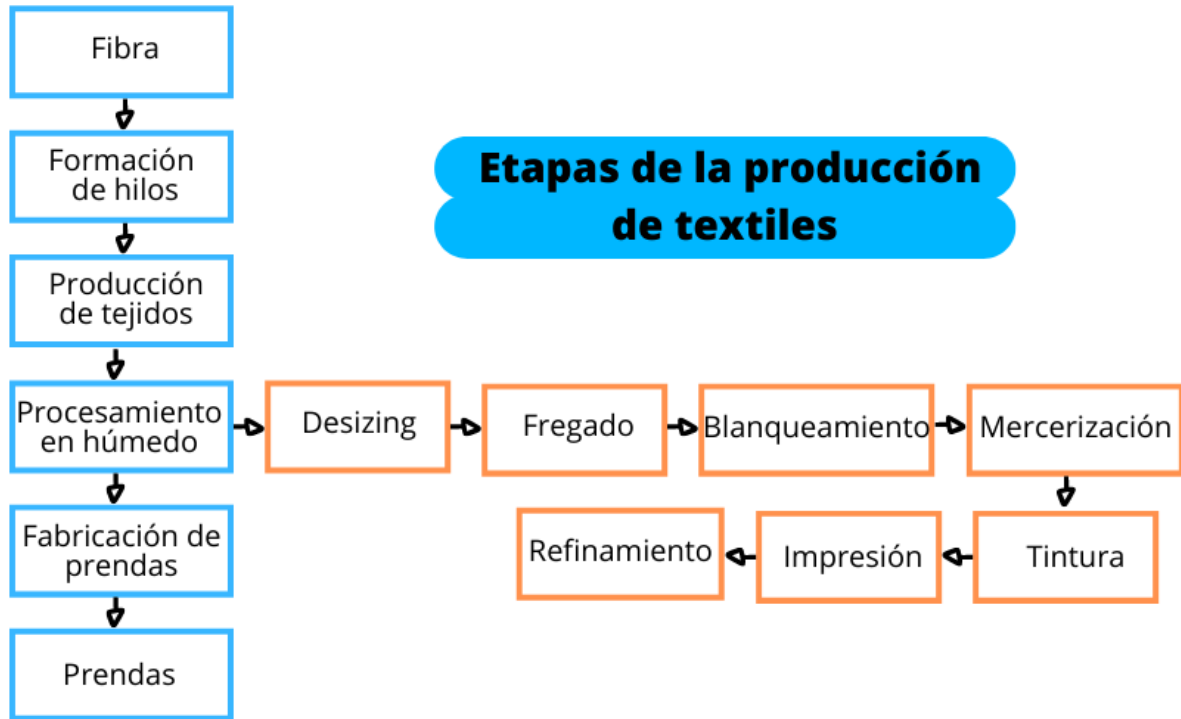 Etapas de la producción
de textiles
Fibra
Formación
de hilos
Producción
de tejidos
Procesamiento
en húmedo
Desizing
Fregado
Blanqueamiento
Mercerización
Tintura
Impresión
Refinamiento
Fabricación de
prendas
Prendas